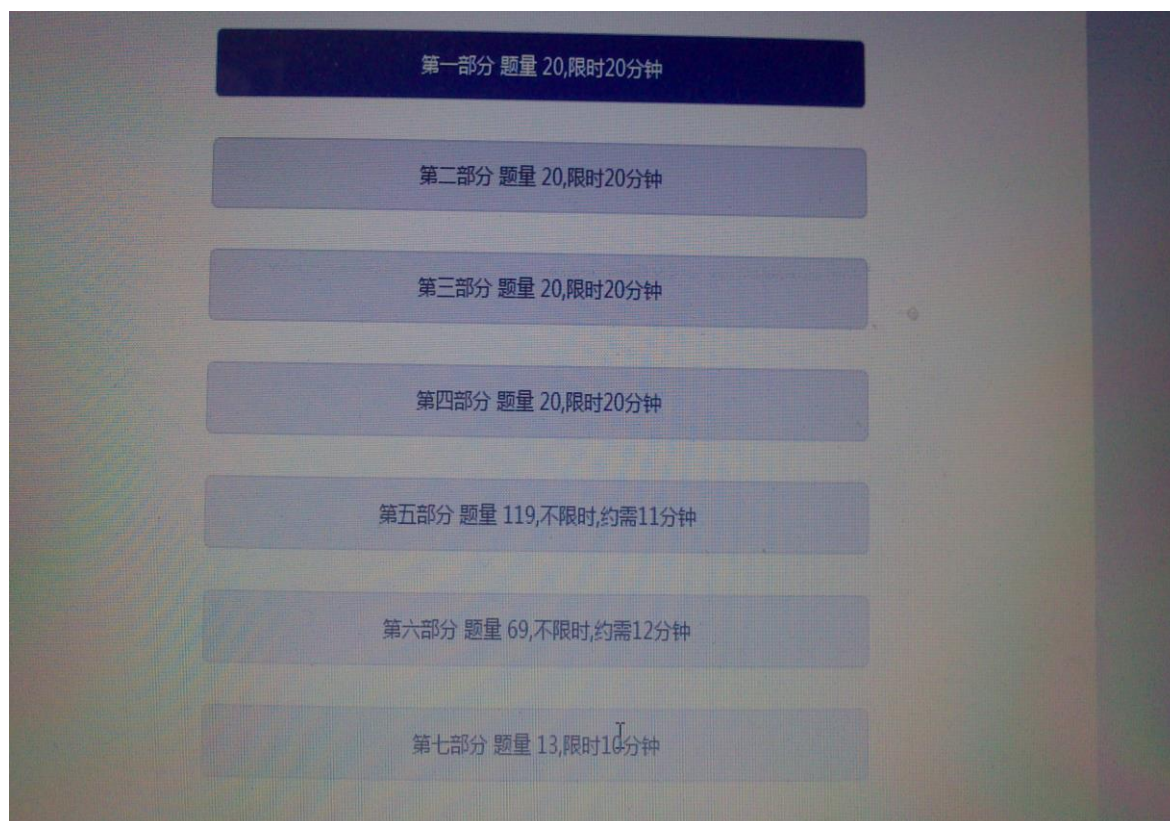 第一部分 题量 20,限时20分钟
第二部分 题量 20,限时20分钟
第三部分 题量 20,限时20分钟
第四部分 题量 20,限时20分钟
第五部分 题量 119,不限时,约需11分钟
第六部分 题量 69,不限时,约需12分钟
第七部分 题量 13,限时10分钟